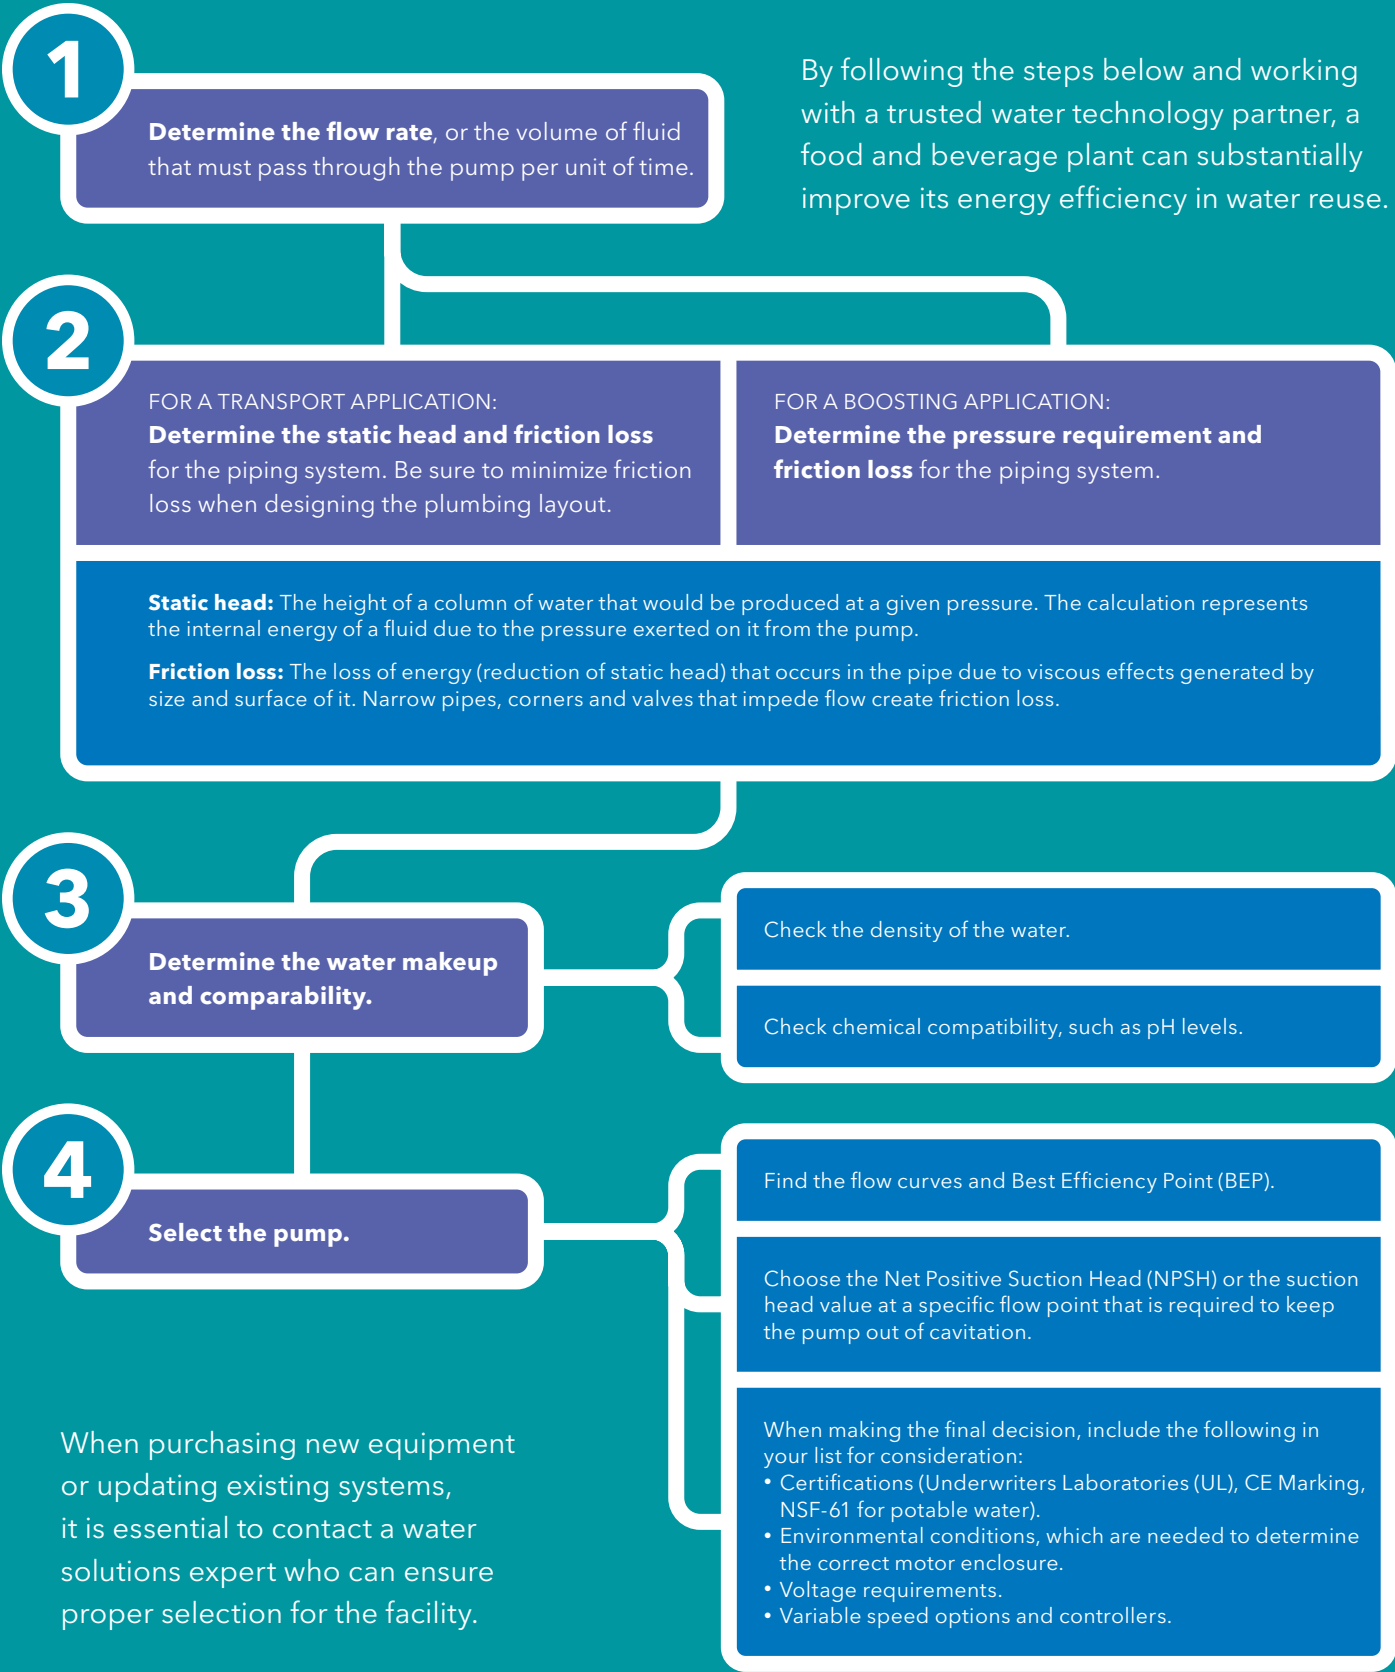 1
Determine the flow rate, or the volume of fluid
that must pass through the pump per unit of time.
By following the steps below and working
with a trusted water technology partner, a
food and beverage plant can substantially
improve its energy efficiency in water reuse.
2
FOR A TRANSPORT APPLICATION:
Determine the static head and friction loss
for the piping system. Be sure to minimize friction
loss when designing the plumbing layout.
FOR A BOOSTING APPLICATION:
Determine the pressure requirement and
friction loss for the piping system.
Static head: The height of a column of water that would be produced at a given pressure. The calculation represents
the internal energy of a fluid due to the pressure exerted on it from the pump.
Friction loss: The loss of energy (reduction of static head) that occurs in the pipe due to viscous effects generated by
size and surface of it. Narrow pipes, corners and valves that impede flow create friction loss.
3
Determine the water makeup
and comparability.
Check the density of the water.
Check chemical compatibility, such as pH levels.
4
Select the pump.
Find the flow curves and Best Efficiency Point (BEP).
Choose the Net Positive Suction Head (NPSH) or the suction
head value at a specific flow point that is required to keep
the pump out of cavitation.
When making the final decision, include the following in
your list for consideration:
• Certifications (Underwriters Laboratories (UL), CE Marking,
NSF-61 for potable water).
• Environmental conditions, which are needed to determine
the correct motor enclosure.
• Voltage requirements.
• Variable speed options and controllers.
When purchasing new equipment
or updating existing systems,
it is essential to contact a water
solutions expert who can ensure
proper selection for the facility.